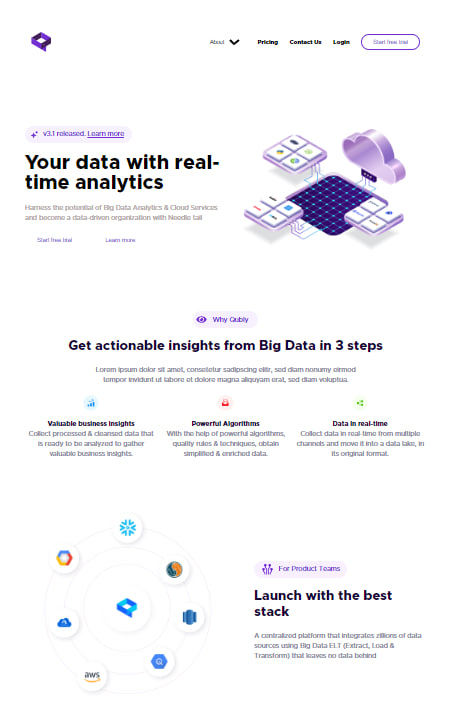 About
Pricing
Contact Us
Login
Start free trial
v3.1 released. Learn more
Your data with real-
time analytics
Harness the potential of Big Data Analytics & Cloud Services
and become a data-driven organization with Needle tail
Start free trial
Learn more
Why Qubly
Get actionable insights from Big Data in 3 steps
Lorem ipsum dolor sit amet, consetetur sadipscing elitr, sed diam nonumy eirmod
tempor invidunt ut labore et dolore magna aliquyam erat, sed diam voluptua.
Valuable business insights
Collect processed & cleansed data that
is ready to be analyzed to gather
valuable business insights.
Powerful Algorithms
With the help of powerful algorithms,
quality rules & techniques, obtain
simplified & enriched data.
Data in real-time
Collect data in real-time from multiple
channels and move it into a data lake, in
its original format.
aws
For Product Teams
Launch with the best
stack
A centralized platform that integrates zillions of data
sources using Big Data ELT (Extract, Load &
Transform) that leaves no data behind